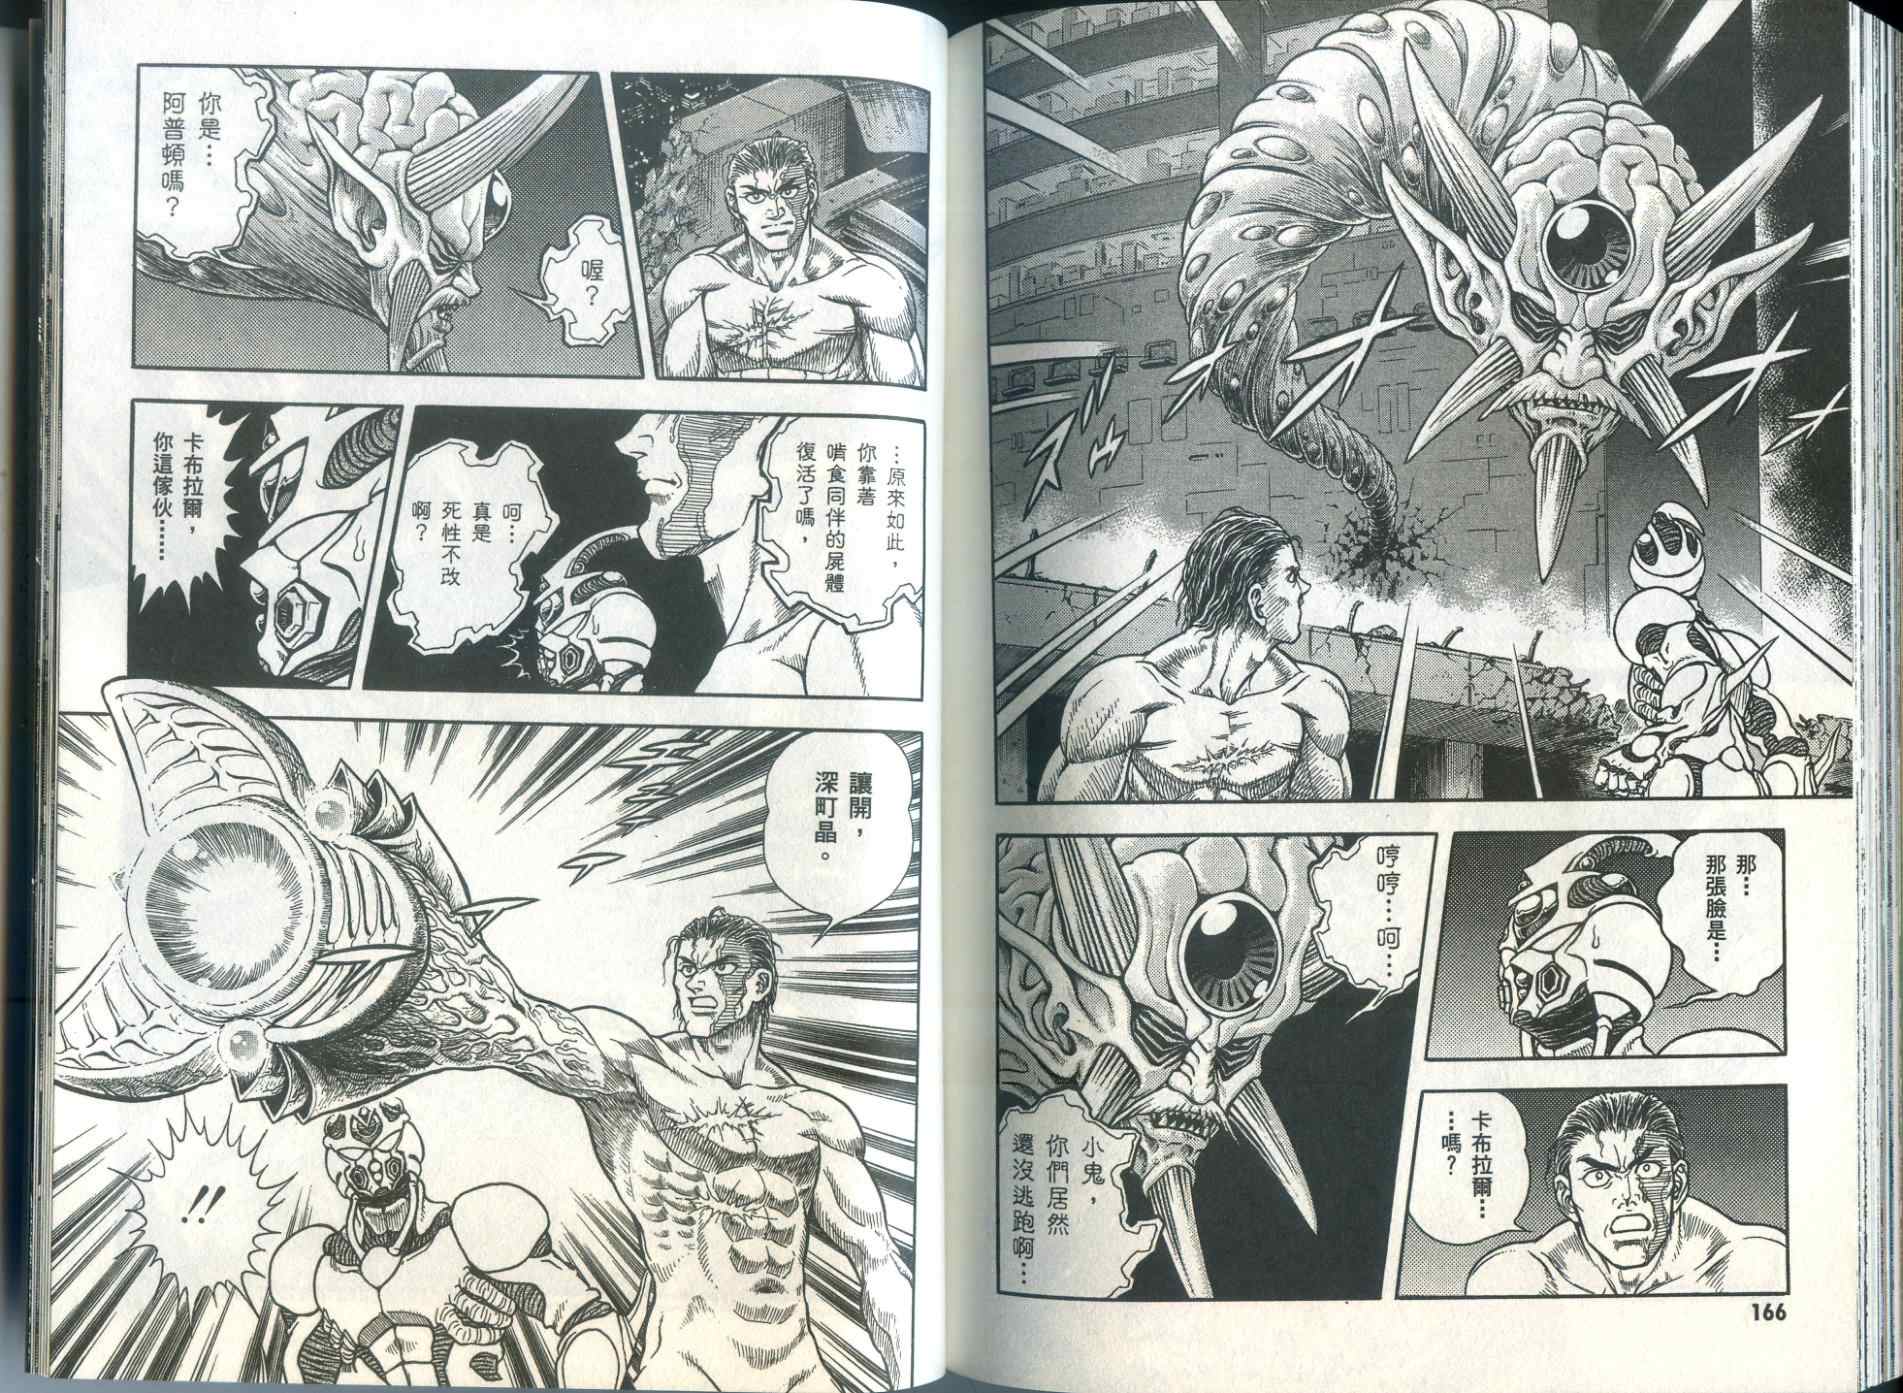 那…
那張臉是…
卡布拉爾…
…嗎？
哼哼…呵…
小鬼，
你們居然
還沒逃跑啊…
166
喔？
你是…
阿普頓嗎？
…原來如此，
你靠著
啃食同伴的屍體
復活了嗎，
呵…
真是
死性不改
啊？
卡布拉爾，
你這傢伙……
讓開，
深町晶。
!!